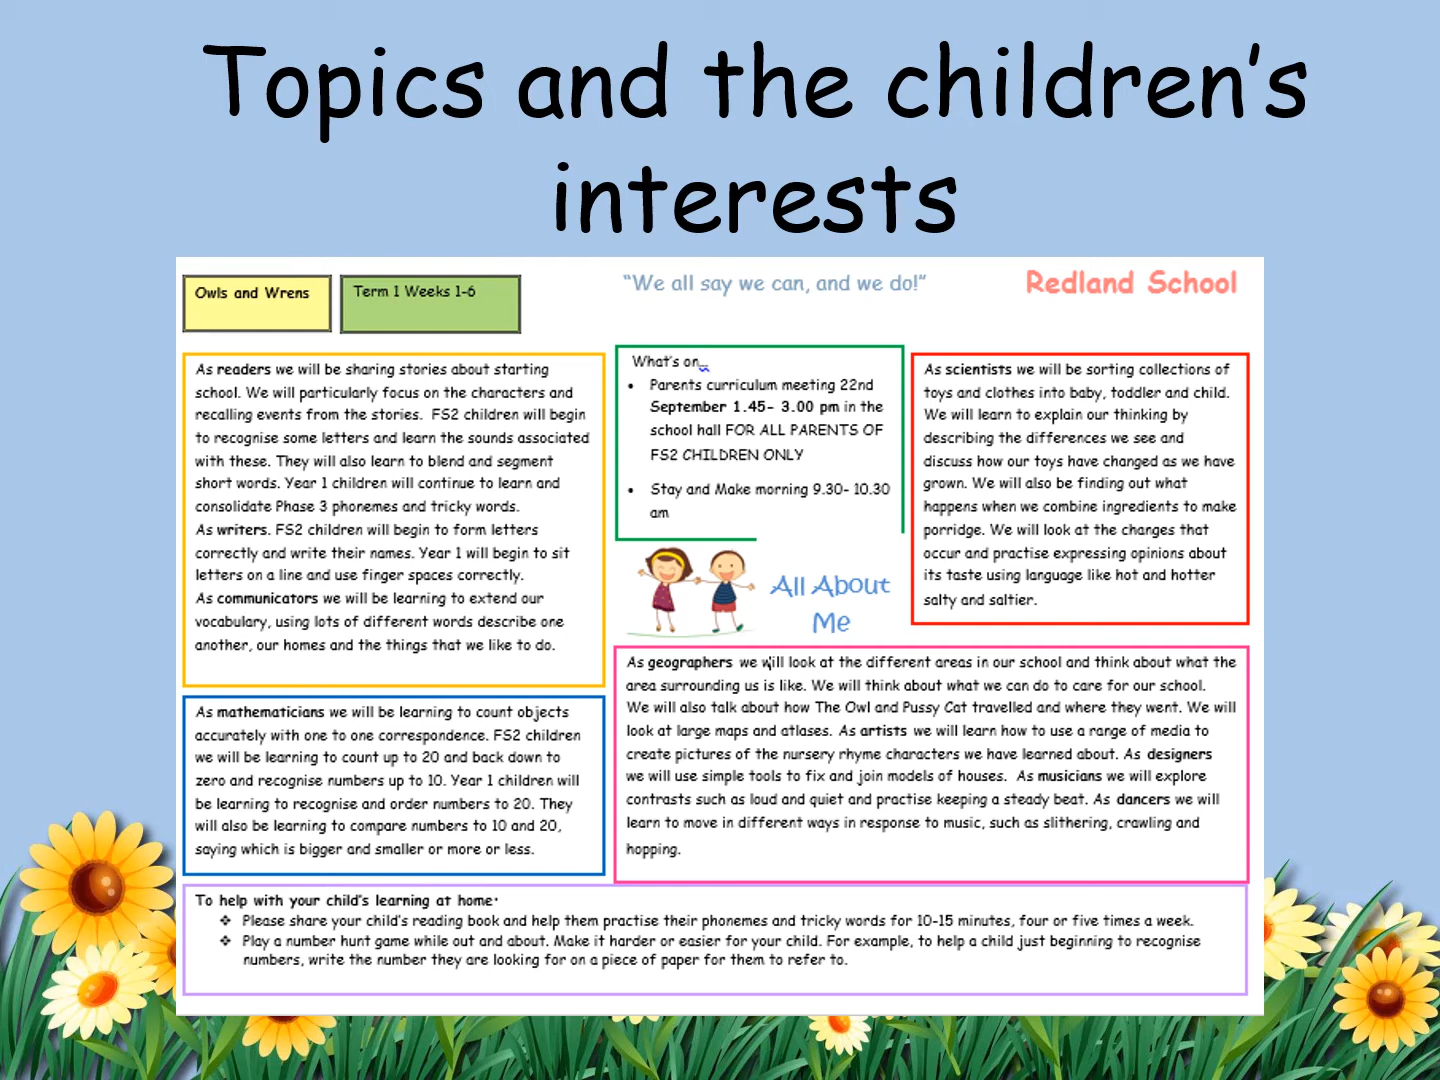 Topics and the children's
interests
Owls and Wrens
Term 1 Weeks 1-6
"We all say we can, and we do!"
Redland School
As readers we will be sharing stories about starting
school. We will particularly focus on the characters and
recalling events from the stories. FS2 children will begin
to recognise some letters and learn the sounds associated
with these. They will also learn to blend and segment
short words. Year 1 children will continue to learn and
consolidate Phase 3 phonemes and tricky words.
As writers. FS2 children will begin to form letters
correctly and write their names. Year 1 will begin to sit
letters on a line and use finger spaces correctly.
As communicators we will be learning to extend our
vocabulary, using lots of different words describe one
another, our homes and the things that we like to do.
What's on…
• Parents curriculum meeting 22nd
September 1.45- 3.00 pm in the
school hall FOR ALL PARENTS OF
FS2 CHILDREN ONLY
• Stay and Make morning 9.30- 10.30
am
All About
Me
As scientists we will be sorting collections of
toys and clothes into baby, toddler and child.
We will learn to explain our thinking by
describing the differences we see and
discuss how our toys have changed as we have
grown. We will also be finding out what
happens when we combine ingredients to make
porridge. We will look at the changes that
occur and practise expressing opinions about
its taste using language like hot and hotter
salty and saltier.
As mathematicians we will be learning to count objects
accurately with one to one correspondence. FS2 children
we will be learning to count up to 20 and back down to
zero and recognise numbers up to 10. Year 1 children will
be learning to recognise and order numbers to 20. They
will also be learning to compare numbers to 10 and 20,
saying which is bigger and smaller or more or less.
As geographers we will look at the different areas in our school and think about what the
area surrounding us is like. We will think about what we can do to care for our school.
We will also talk about how The Owl and Pussy Cat travelled and where they went. We will
look at large maps and atlases. As artists we will learn how to use a range of media to
create pictures of the nursery rhyme characters we have learned about. As designers
we will use simple tools to fix and join models of houses. As musicians we will explore
contrasts such as loud and quiet and practise keeping a steady beat. As dancers we will
learn to move in different ways in response to music, such as slithering, crawling and
hopping.
To help with your child's learning at home·
❖ Please share your child's reading book and help them practise their phonemes and tricky words for 10-15 minutes, four or five times a week.
❖ Play a number hunt game while out and about. Make it harder or easier for your child. For example, to help a child just beginning to recognise
numbers, write the number they are looking for on a piece of paper for them to refer to.